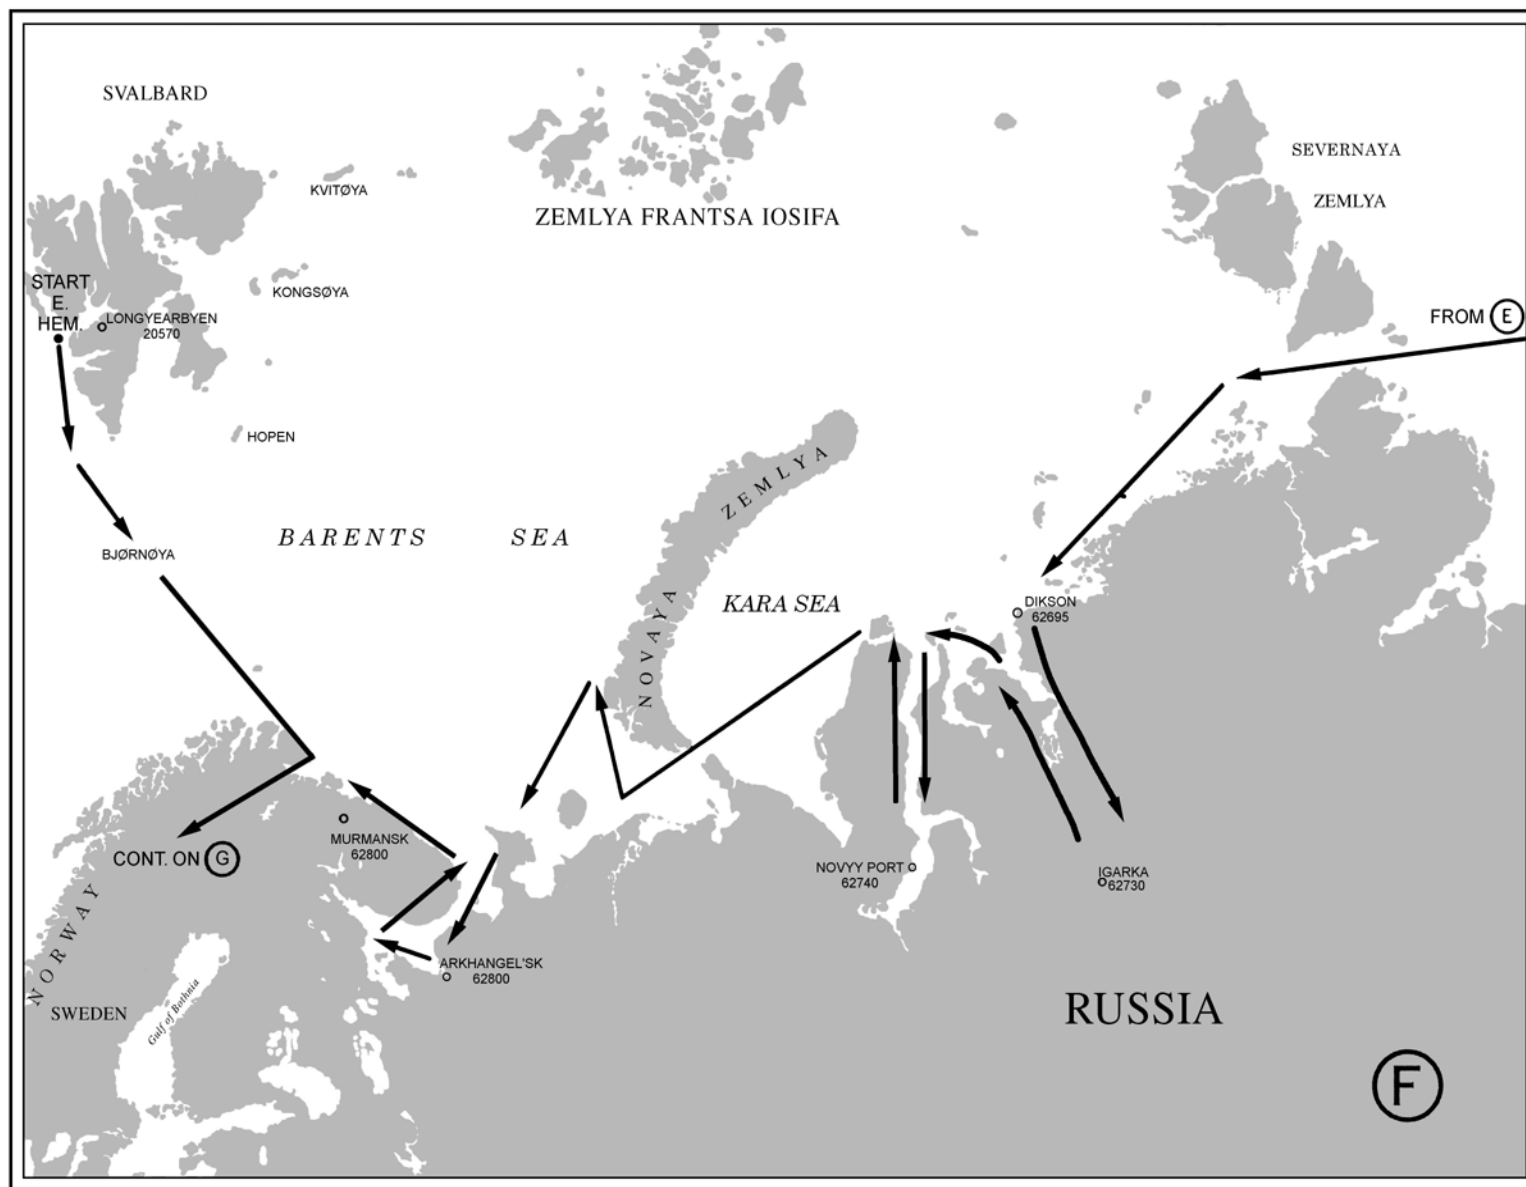 SVALBARD
SEVERNAYA
ZEMLYA
KVITØYA
ZEMLYA FRANTSA IOSIFA
START
E.
HEM.
KONGSØYA
LONGYEARBYEN
20570
FROM E
HOPEN
NOVAYA ZEMLYA
BARENTS SEA
BJØRNØYA
KARA SEA
DIKSON
62695
MURMANSK
62800
CONT. ON G
NOVYY PORT
62740
IGARKA
62730
NORWAY
ARKHANGEL'SK
62800
SWEDEN
Gulf of Bothnia
RUSSIA
F